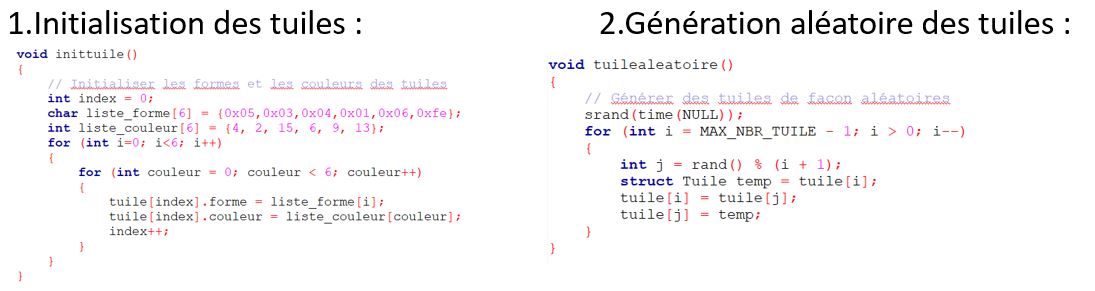 1.Initialisation des tuiles :
void inittuile()
{
// Initialiser les formes et les couleurs des tuiles
int index = 0;
char liste_forme[6] = {0x05,0x03,0x04,0x01,0x06,0xfe};
int liste_couleur[6] = {4, 2, 15, 6, 9, 13};
for (int i=0; i<6; i++)
{
for (int couleur = 0; couleur < 6; couleur++)
{
tuile[index].forme = liste_forme[i];
tuile[index].couleur = liste_couleur[couleur];
index++;
}
}
}
2.Génération aléatoire des tuiles :
void tuilealeatoire()
{
// Générer des tuiles de facon aléatoires
srand(time(NULL));
for (int i = MAX_NBR_TUILE - 1; i > 0; i--)
{
int j = rand() % (i + 1);
struct Tuile temp = tuile[i];
tuile[i] = tuile[j];
tuile[j] = temp;
}
}